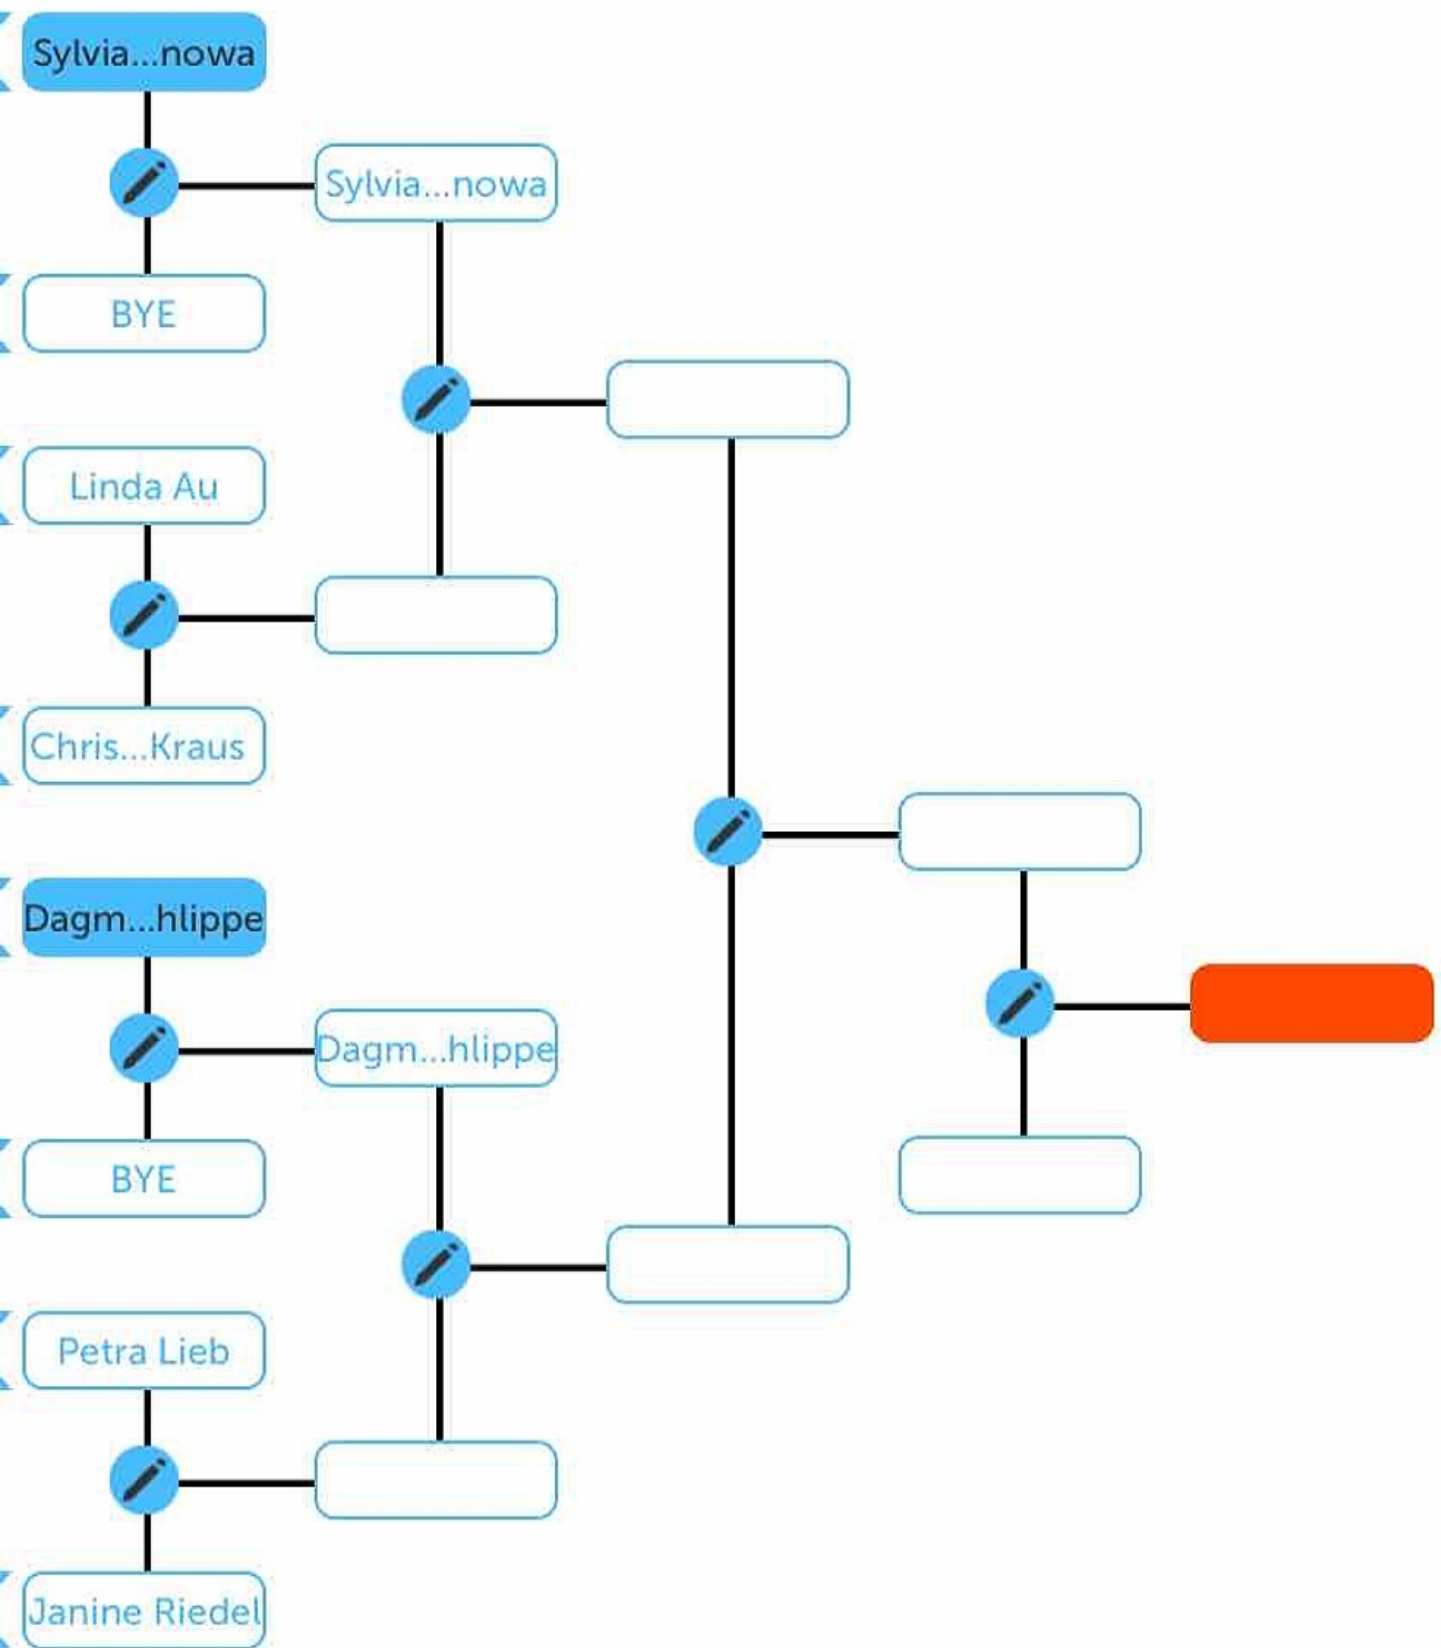 Sylvia...nowa
Sylvia...nowa
BYE
Linda Au
Chris...Kraus
Dagm...hlippe
Dagm...hlippe
BYE
Petra Lieb
Janine Riedel